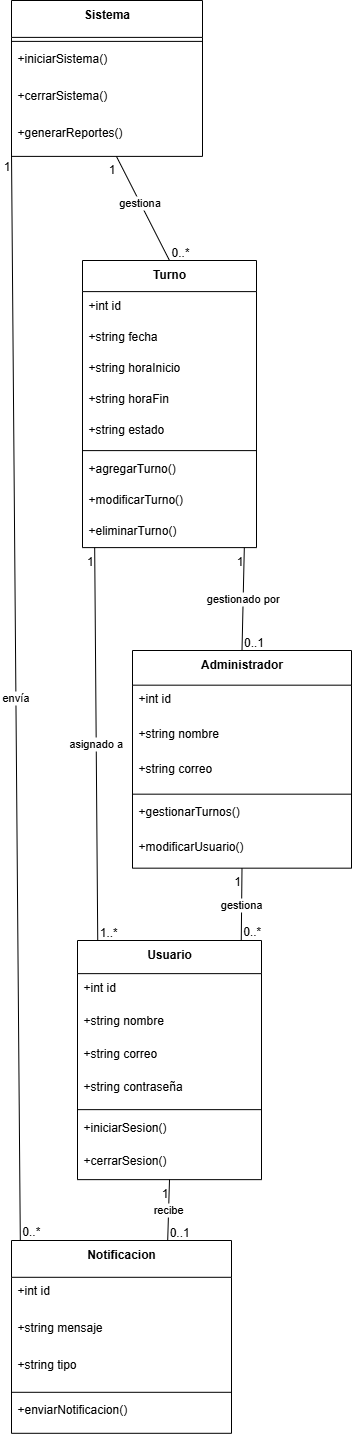 Sistema
+iniciarSistema()
+cerrarSistema()
+generarReportes()
1
1
gestiona
0..*
Turno
+int id
+string fecha
+string horaInicio
+string horaFin
+string estado
+agregarTurno()
+modificarTurno()
+eliminarTurno()
1
1
gestionado por
0..1
Administrador
+int id
+string nombre
+string correo
+gestionarTurnos()
+modificarUsuario()
envía
asignado a
1
gestiona
1..*
0..*
Usuario
+int id
+string nombre
+string correo
+string contraseña
+iniciarSesion()
+cerrarSesion()
1
recibe
0..*
0..1
Notificacion
+int id
+string mensaje
+string tipo
+enviarNotificacion()